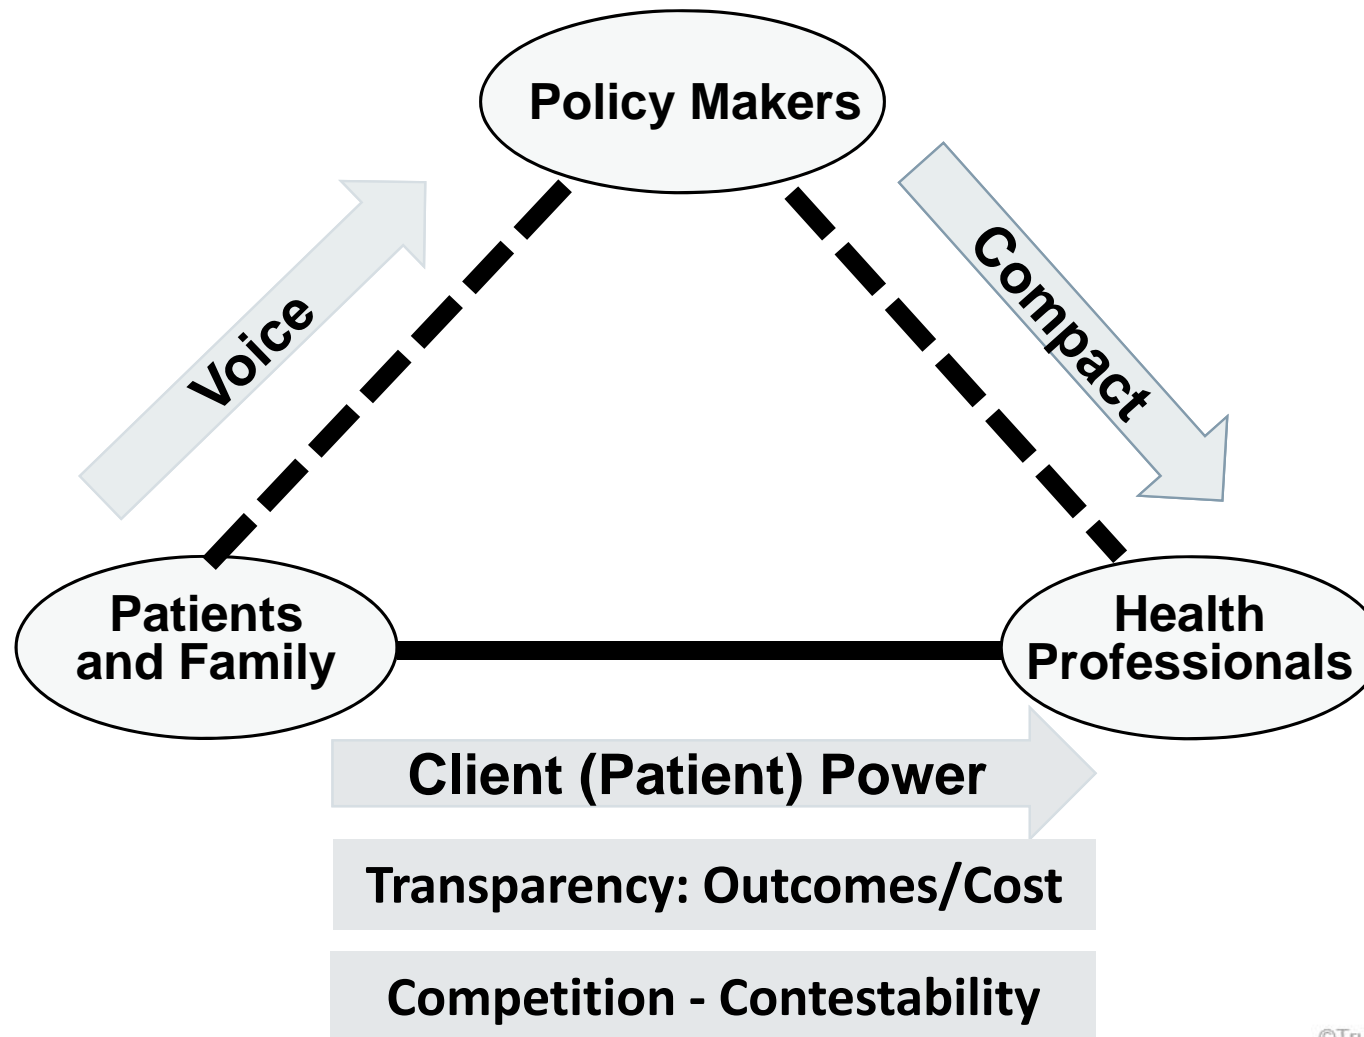 Policy Makers
Voice
Compact
Patients
and Family
Health
Professionals
Client (Patient) Power
Transparency: Outcomes/Cost
Competition - Contestability